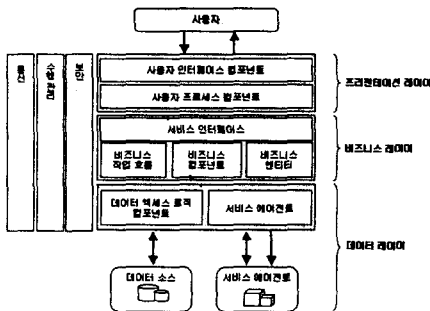 사용자
사용자 인터페이스 컴포넌트
사용자 프로세스 컴포넌트
프리젠테이션 레이어
서비스 인터페이스
비즈니스
작업 흐름
비즈니스
컴포넌트
비즈니스
엔티티
비즈니스 레이어
데이터 엑세스 로직
컴포넌트
서비스 에이전트
데이터 레이어
데이터 소스
서비스 에이전트